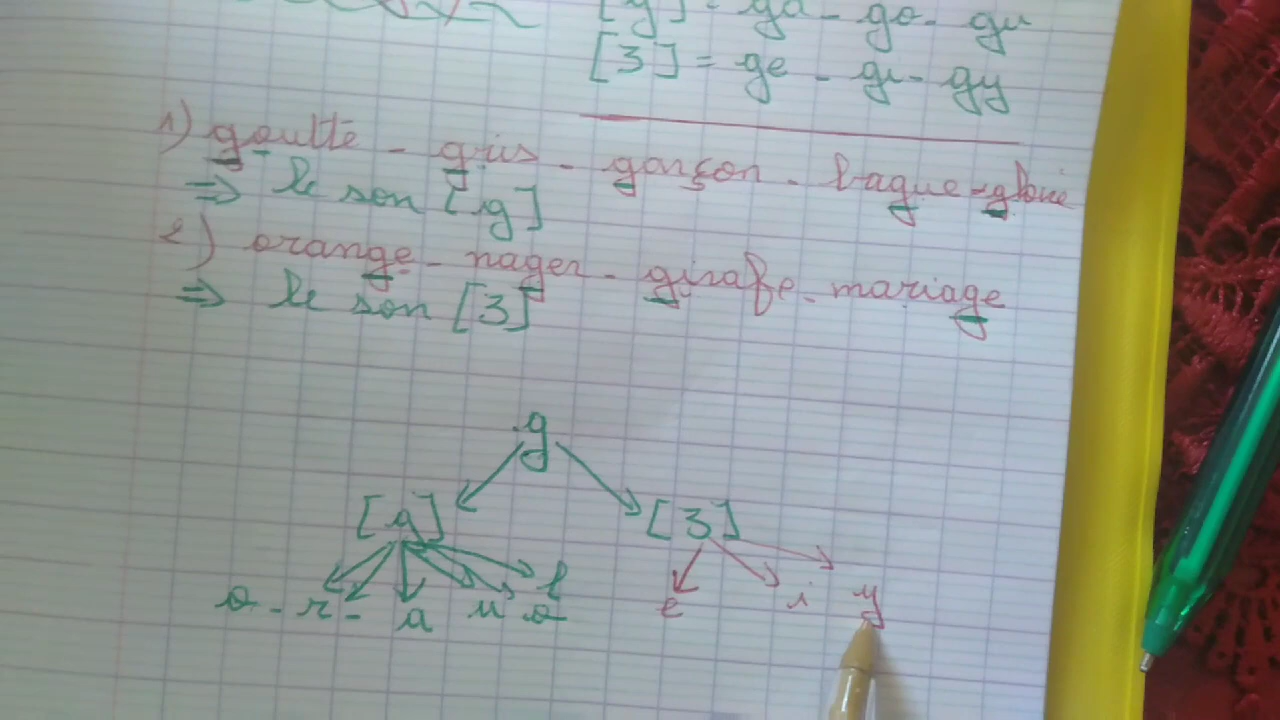 [g] = ga - go - gu
[3] = ge - gi - gy
1) goutte - gris - garçon - bague - gloire
⇒ le son [g]
2) orange - nager - girafe - mariage
⇒ le son [3]
g
[g] [3]
o - r - a u o l e i y